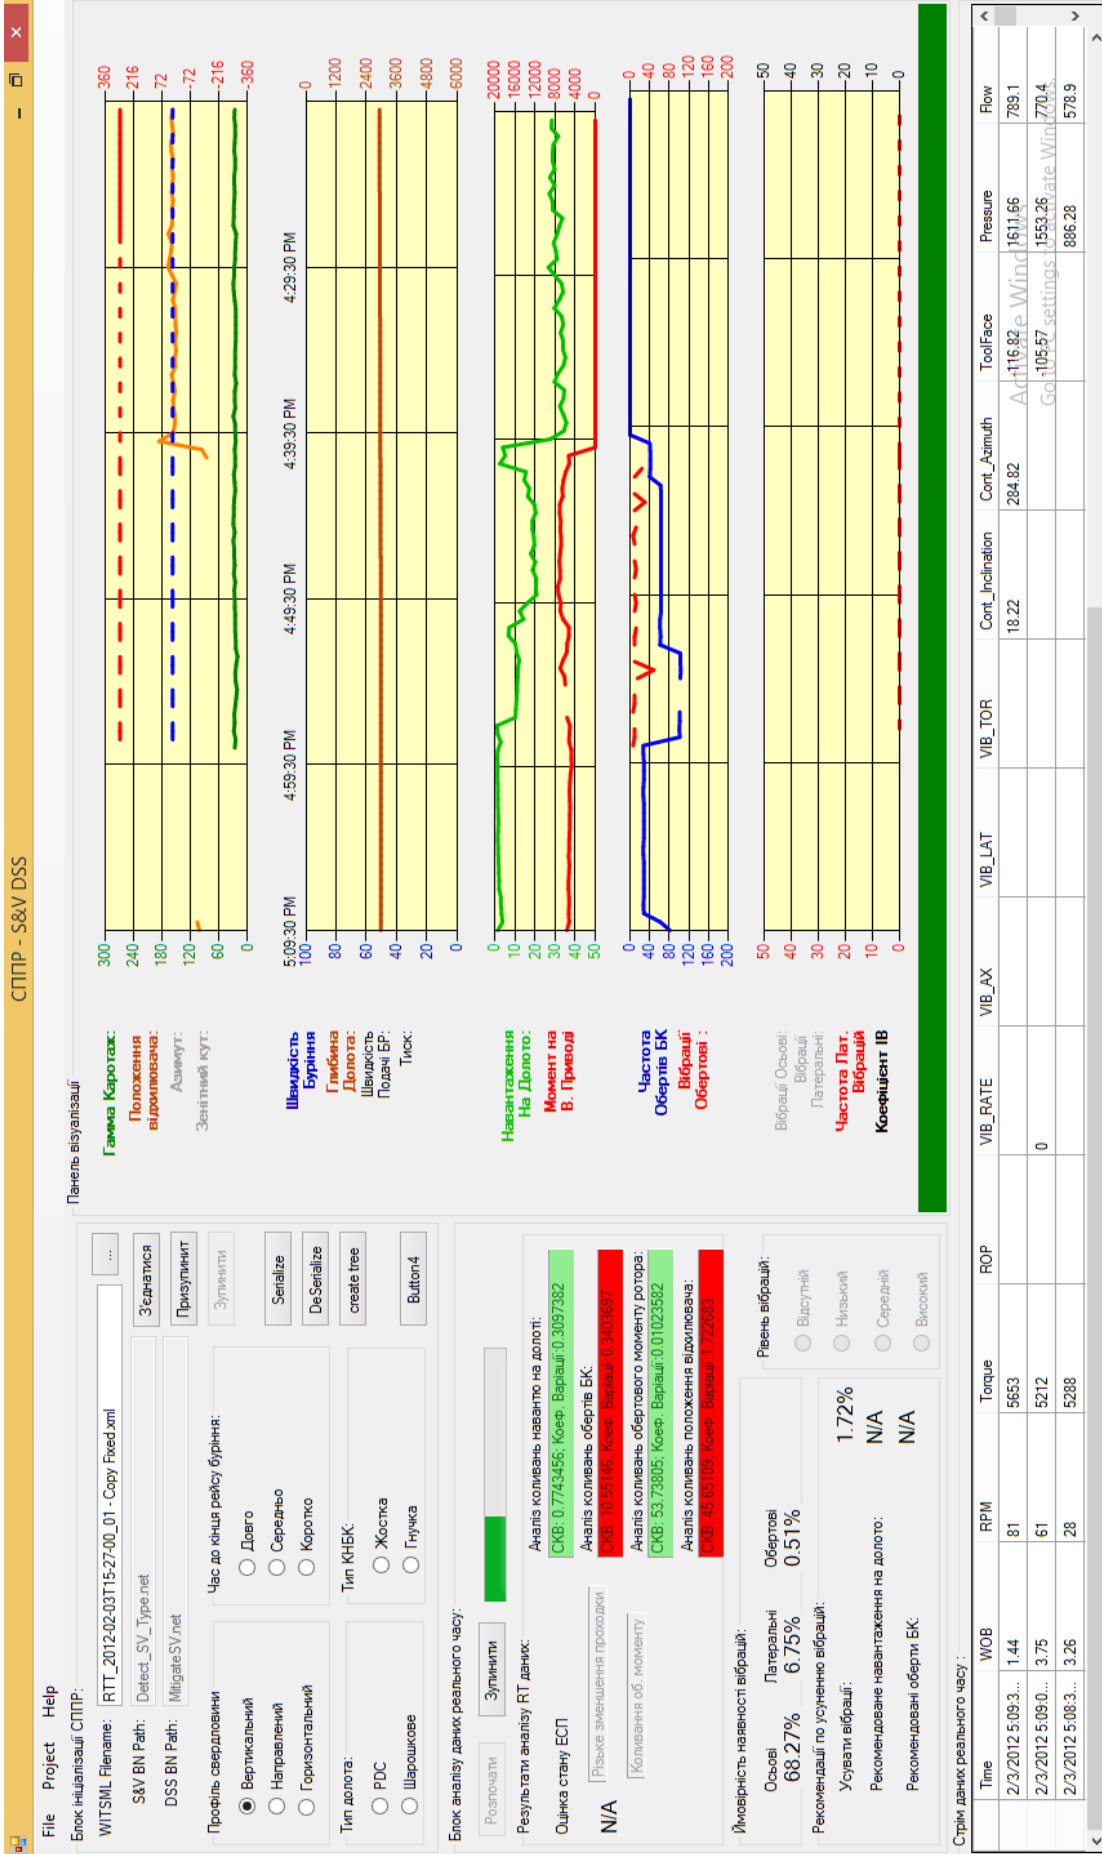 СППР - S&V DSS
File Project Help
Блок ініціалізації СППР:
WITSML Filename: RTT_2012-02-03T15-27-00_01 - Copy Fixed.xml ...
S&V BN Path: Detect_SV_Type.net З'єднатися
DSS BN Path: MitigateSV.net Призупинит
Зупинити
Профіль свердловини
Вертикальний
Направлений
Горизонтальний
Час до кінця рейсу буріння:
Довго
Середньо
Коротко
Serialize
DeSerialize
create tree
Button4
Тип долота:
PDC
Шарошкове
Тип КНБК:
Жостка
Гнучка
Блок аналізу даних реального часу:
Розпочати Зупинити
Результати аналізу RT даних:
Оцінка стану ЕСП
N/A
Різьке зменшення проходки
Коливання об. моменту
Аналіз коливань навантю на долоті:
СКВ: 0.7743456; Коеф. Варіації:0.3097382
Аналіз коливань обертів БК:
СКВ: 10.55146. Коеф. Варіації:0.3403697
Аналіз коливань обертового моменту ротора:
СКВ: 53.73805; Коеф. Варіації:0.01023582
Аналіз коливань положення відхилювача:
СКВ: 45.65109. Коеф. Варіації:1.722683
Ймовірність наявності вібрацій:
Осьові Латеральні Обертові
68.27% 6.75% 0.51%
Рекомендації по усуненню вібрацій:
Усувати вібрації: 1.72%
Рекомендоване навантаження на долото: N/A
Рекомендовані оберти БК: N/A
Рівень вібрацій:
Відсутній
Низький
Середній
Високий
Панель візуалізації
Гамма Каротаж:
Положення
відхилювача:
Азимут:
Зенітний кут:
300 360
240 216
180 72
120 -72
60 -216
0 -360
5:09:30 PM 4:59:30 PM 4:49:30 PM 4:39:30 PM 4:29:30 PM
Швидкість
Буріння
Глибина
Долота:
Швидкість
Подачі БР:
Тиск:
100 0
80 1200
60 2400
40 3600
20 4800
0 6000
Навантаження
На Долото:
Момент на
В. Приводі
0 20000
10 16000
20 12000
30 8000
40 4000
50 0
Частота
Обертів БК
Вібрації
Обертові :
0 0
40 40
80 80
120 120
160 160
200 200
Вібрації Осьові:
Вібрації
Латеральні:
Частота Лат.
Вібрацій
Коефіцієнт ІВ
50 50
40 40
30 30
20 20
10 10
0 0
Стрім даних реального часу :
Time WOB RPM Torque ROP VIB_RATE VIB_AX VIB_LAT VIB_TOR Cont_Inclination Cont_Azimuth ToolFace Pressure Flow
2/3/2012 5:09:3... 1.44 81 5653 18.22 284.82 -116.82 1611.66 789.1
2/3/2012 5:09:0... 3.75 61 5212 0 -105.57 1553.26 770.4
2/3/2012 5:08:3... 3.26 28 5288 886.28 578.9
Activate Windows
Go to PC settings to activate Windows.